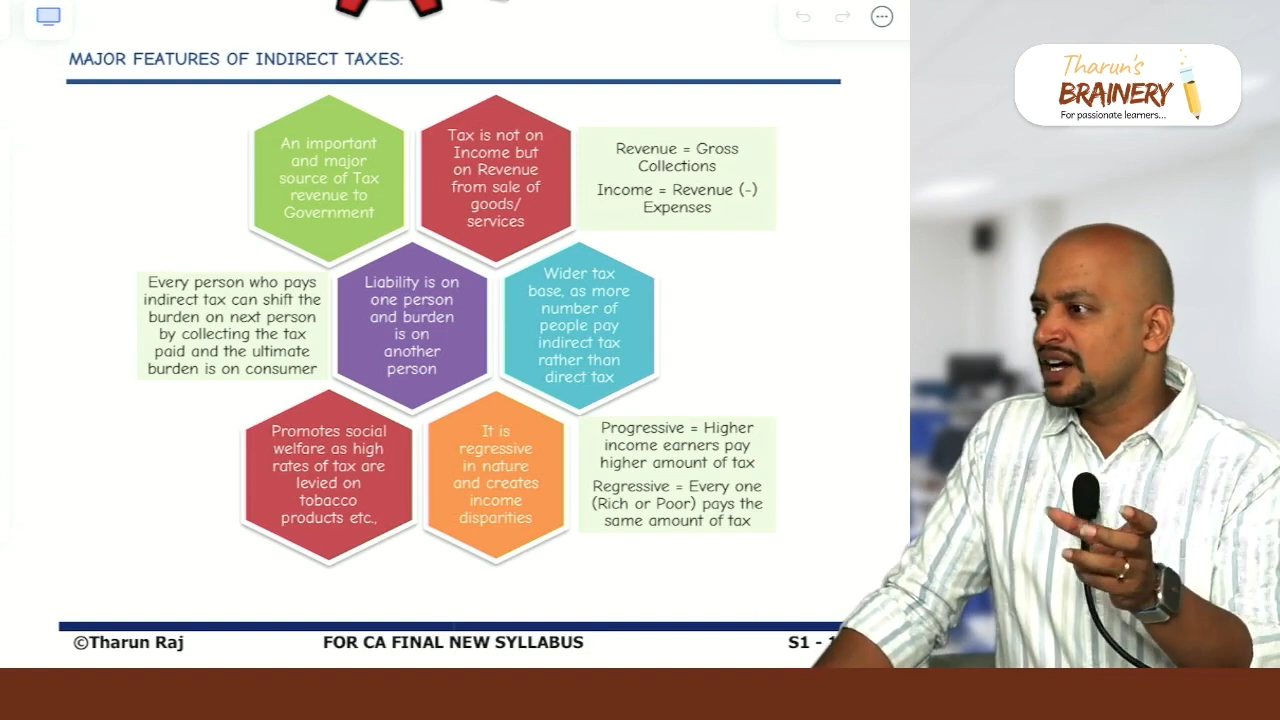 MAJOR FEATURES OF INDIRECT TAXES:
Tharun's
BRAINERY
For passionate learners...
An important
and major
source of Tax
revenue to
Government
Tax is not on
Income but
on Revenue
from sale of
goods/
services
Revenue = Gross
Collections
Income = Revenue (-)
Expenses
Every person who pays
indirect tax can shift the
burden on next person
by collecting the tax
paid and the ultimate
burden is on consumer
Liability is on
one person
and burden
is on
another
person
Wider tax
base, as more
number of
people pay
indirect tax
rather than
direct tax
Promotes social
welfare as high
rates of tax are
levied on
tobacco
products etc.,
It is
regressive
in nature
and creates
income
disparities
Progressive = Higher
income earners pay
higher amount of tax
Regressive = Every one
(Rich or Poor) pays the
same amount of tax
©Tharun Raj
FOR CA FINAL NEW SYLLABUS
S1 -